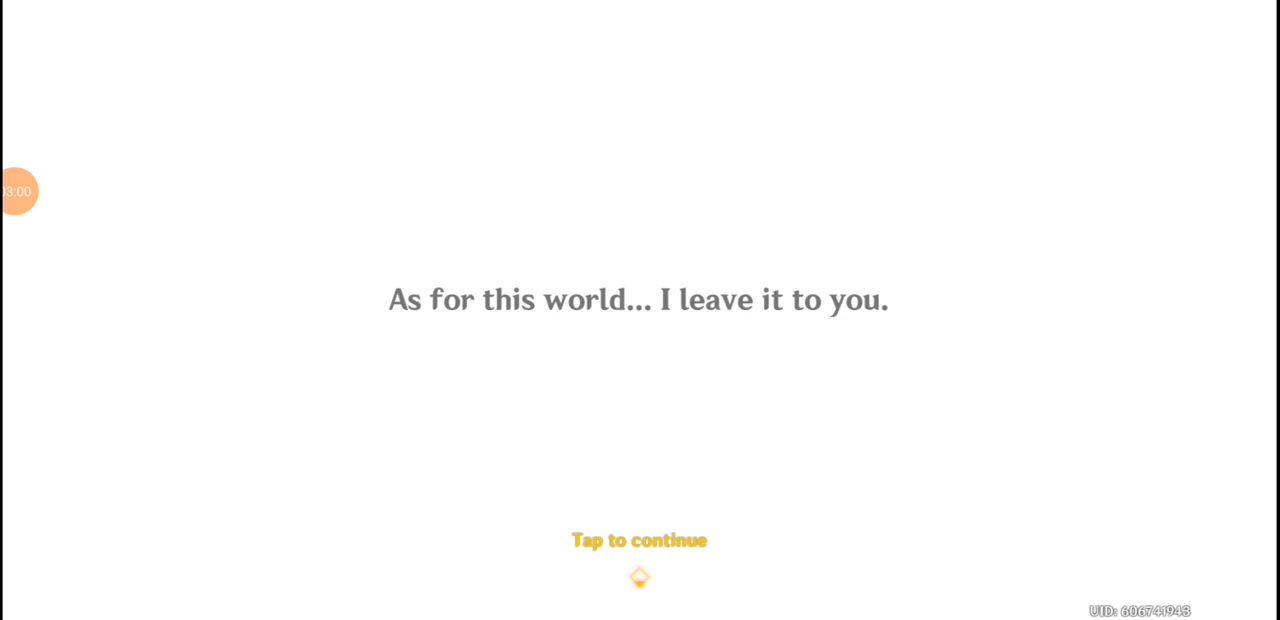 03:00
As for this world... I leave it to you.
Tap to continue
UID: 606741943